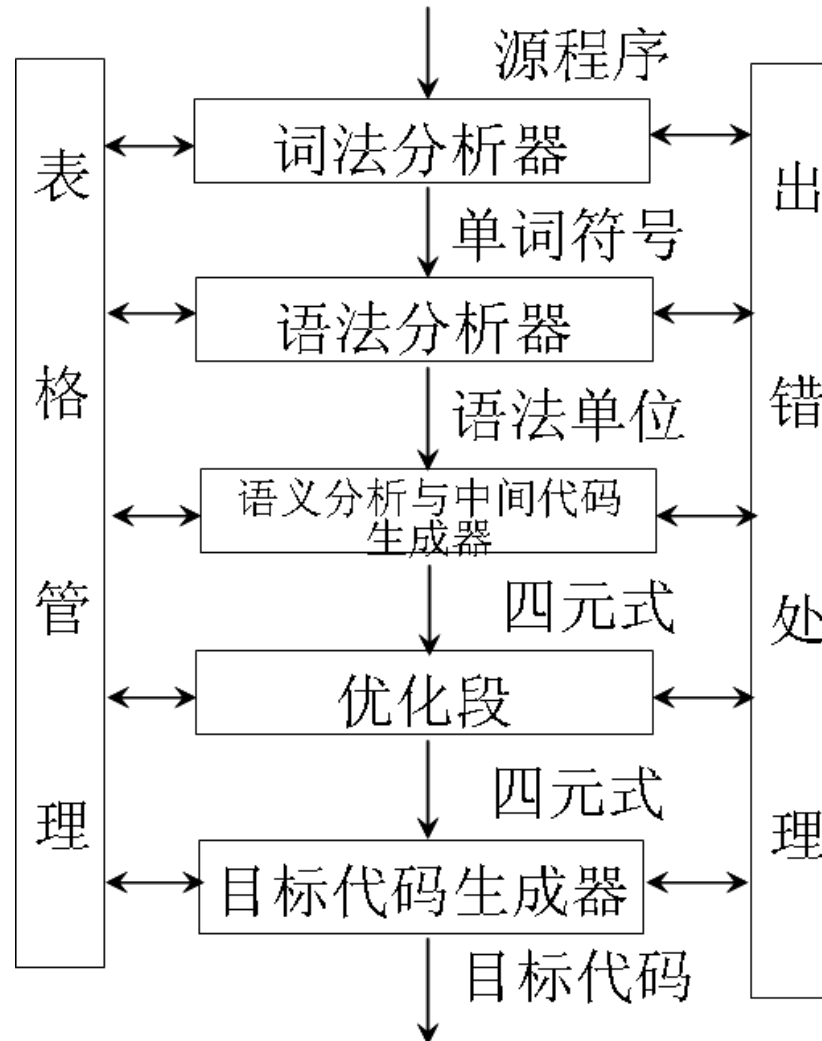 源程序
词法分析器
单词符号
语法分析器
语法单位
语义分析与中间代码
生成器
四元式
优化段
四元式
目标代码生成器
目标代码
表格管理
出错处理